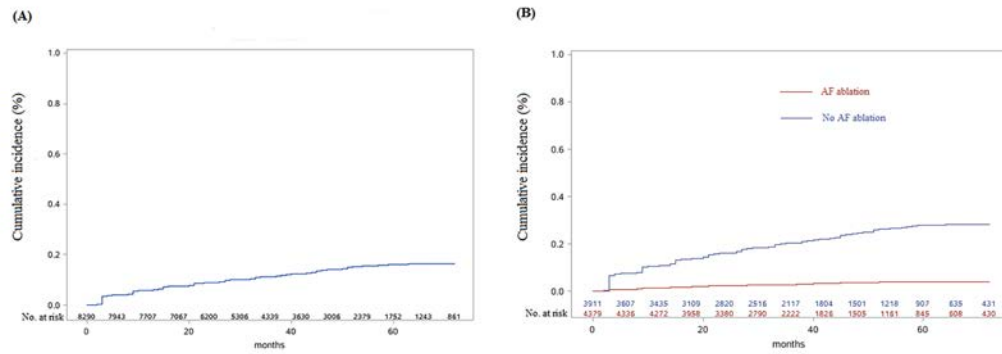 (A)
1.0
0.8
0.6
0.4
0.2
0.0
Cumulative incidence (%)
No. at risk 8290 7943 7707 7067 6200 5306 4339 3630 3006 2379 1752 1243 861
0 20 40 60
months
(B)
1.0
0.8
0.6
0.4
0.2
0.0
Cumulative incidence (%)
AF ablation
No AF ablation
3911 3607 3435 3109 2820 2516 2117 1804 1501 1218 907 635 431
No. at risk 4379 4336 4272 3958 3380 2790 2222 1826 1505 1161 845 608 430
0 20 40 60
months